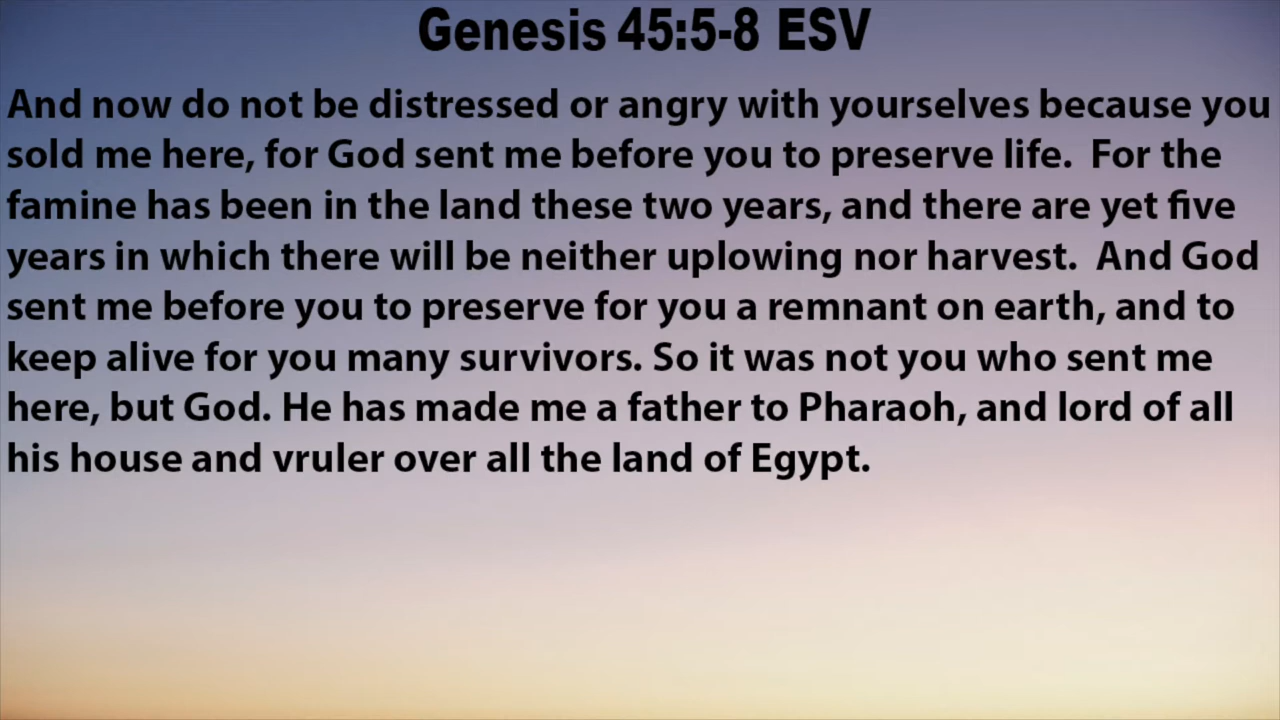 Genesis 45:5-8 ESV
And now do not be distressed or angry with yourselves because you
sold me here, for God sent me before you to preserve life.  For the
famine has been in the land these two years, and there are yet five
years in which there will be neither uplowing nor harvest.  And God
sent me before you to preserve for you a remnant on earth, and to
keep alive for you many survivors. So it was not you who sent me
here, but God. He has made me a father to Pharaoh, and lord of all
his house and vruler over all the land of Egypt.